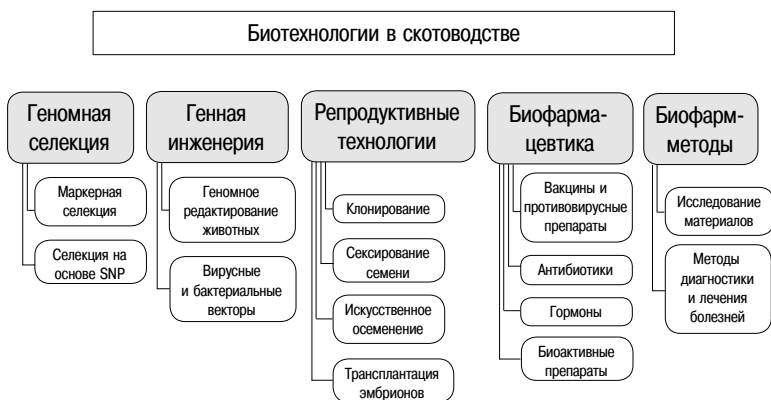 Биотехнологии в скотоводстве
Геномная
селекция
Маркерная
селекция
Селекция на
основе SNP
Генная
инженерия
Геномное
редактирование
животных
Вирусные
и бактериальные
векторы
Репродуктивные
технологии
Клонирование
Сексирование
семени
Искусственное
осеменение
Трансплантация
эмбрионов
Биофарма-
цевтика
Вакцины и
противовирусные
препараты
Антибиотики
Гормоны
Биоактивные
препараты
Биофарм-
методы
Исследование
материалов
Методы
диагностики
и лечения
болезней